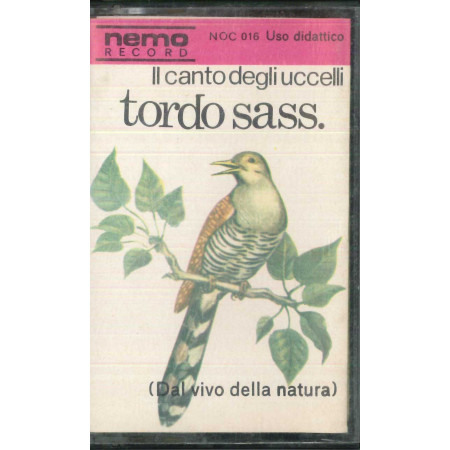 nemo
RECORD
NOC 016 Uso didattico
Il canto degli uccelli
tordo sass.
(Dal vivo della natura)